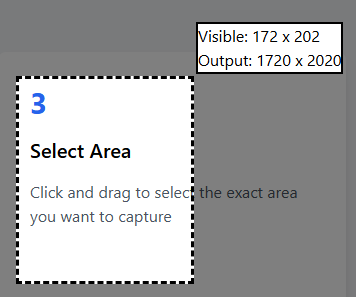 Visible: 172 x 202
Output: 1720 x 2020
3
Select Area
Click and drag to select the exact area
you want to capture